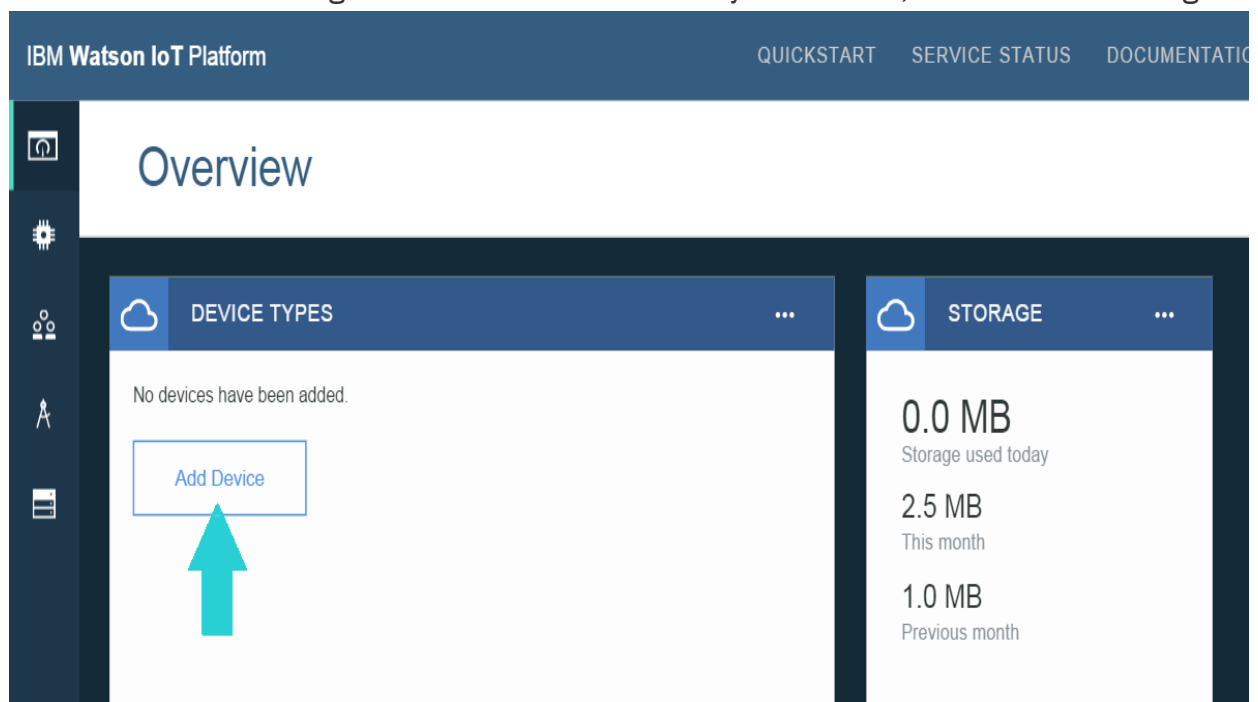 IBM Watson IoT Platform
QUICKSTART SERVICE STATUS DOCUMENTATIO
Overview
DEVICE TYPES ...
No devices have been added.
Add Device
STORAGE ...
0.0 MB
Storage used today
2.5 MB
This month
1.0 MB
Previous month